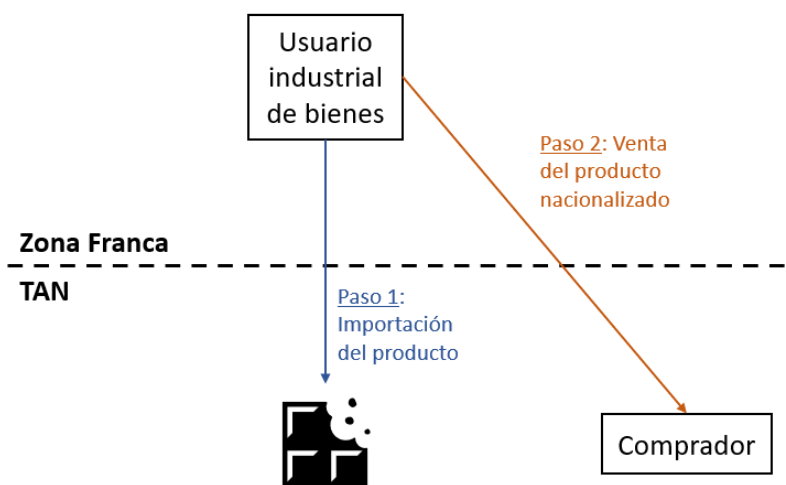 Usuario
industrial
de bienes
Paso 2: Venta
del producto
nacionalizado
Zona Franca
TAN
Paso 1:
Importación
del producto
Comprador